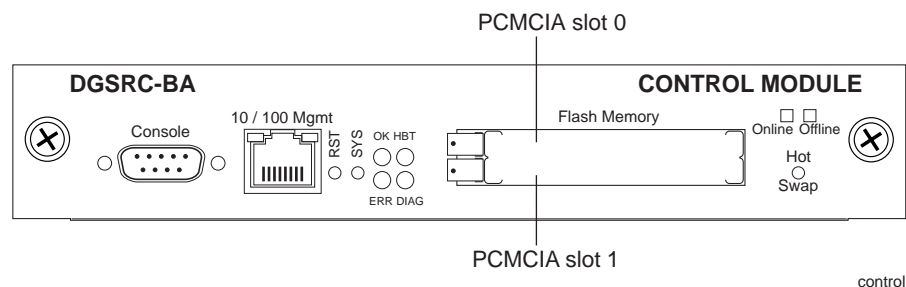 PCMCIA slot 0
DGSRC-BA
CONTROL MODULE
Console
10 / 100 Mgmt
RST
SYS
OK HBT
ERR DIAG
Flash Memory
Online Offline
Hot
Swap
PCMCIA slot 1
control